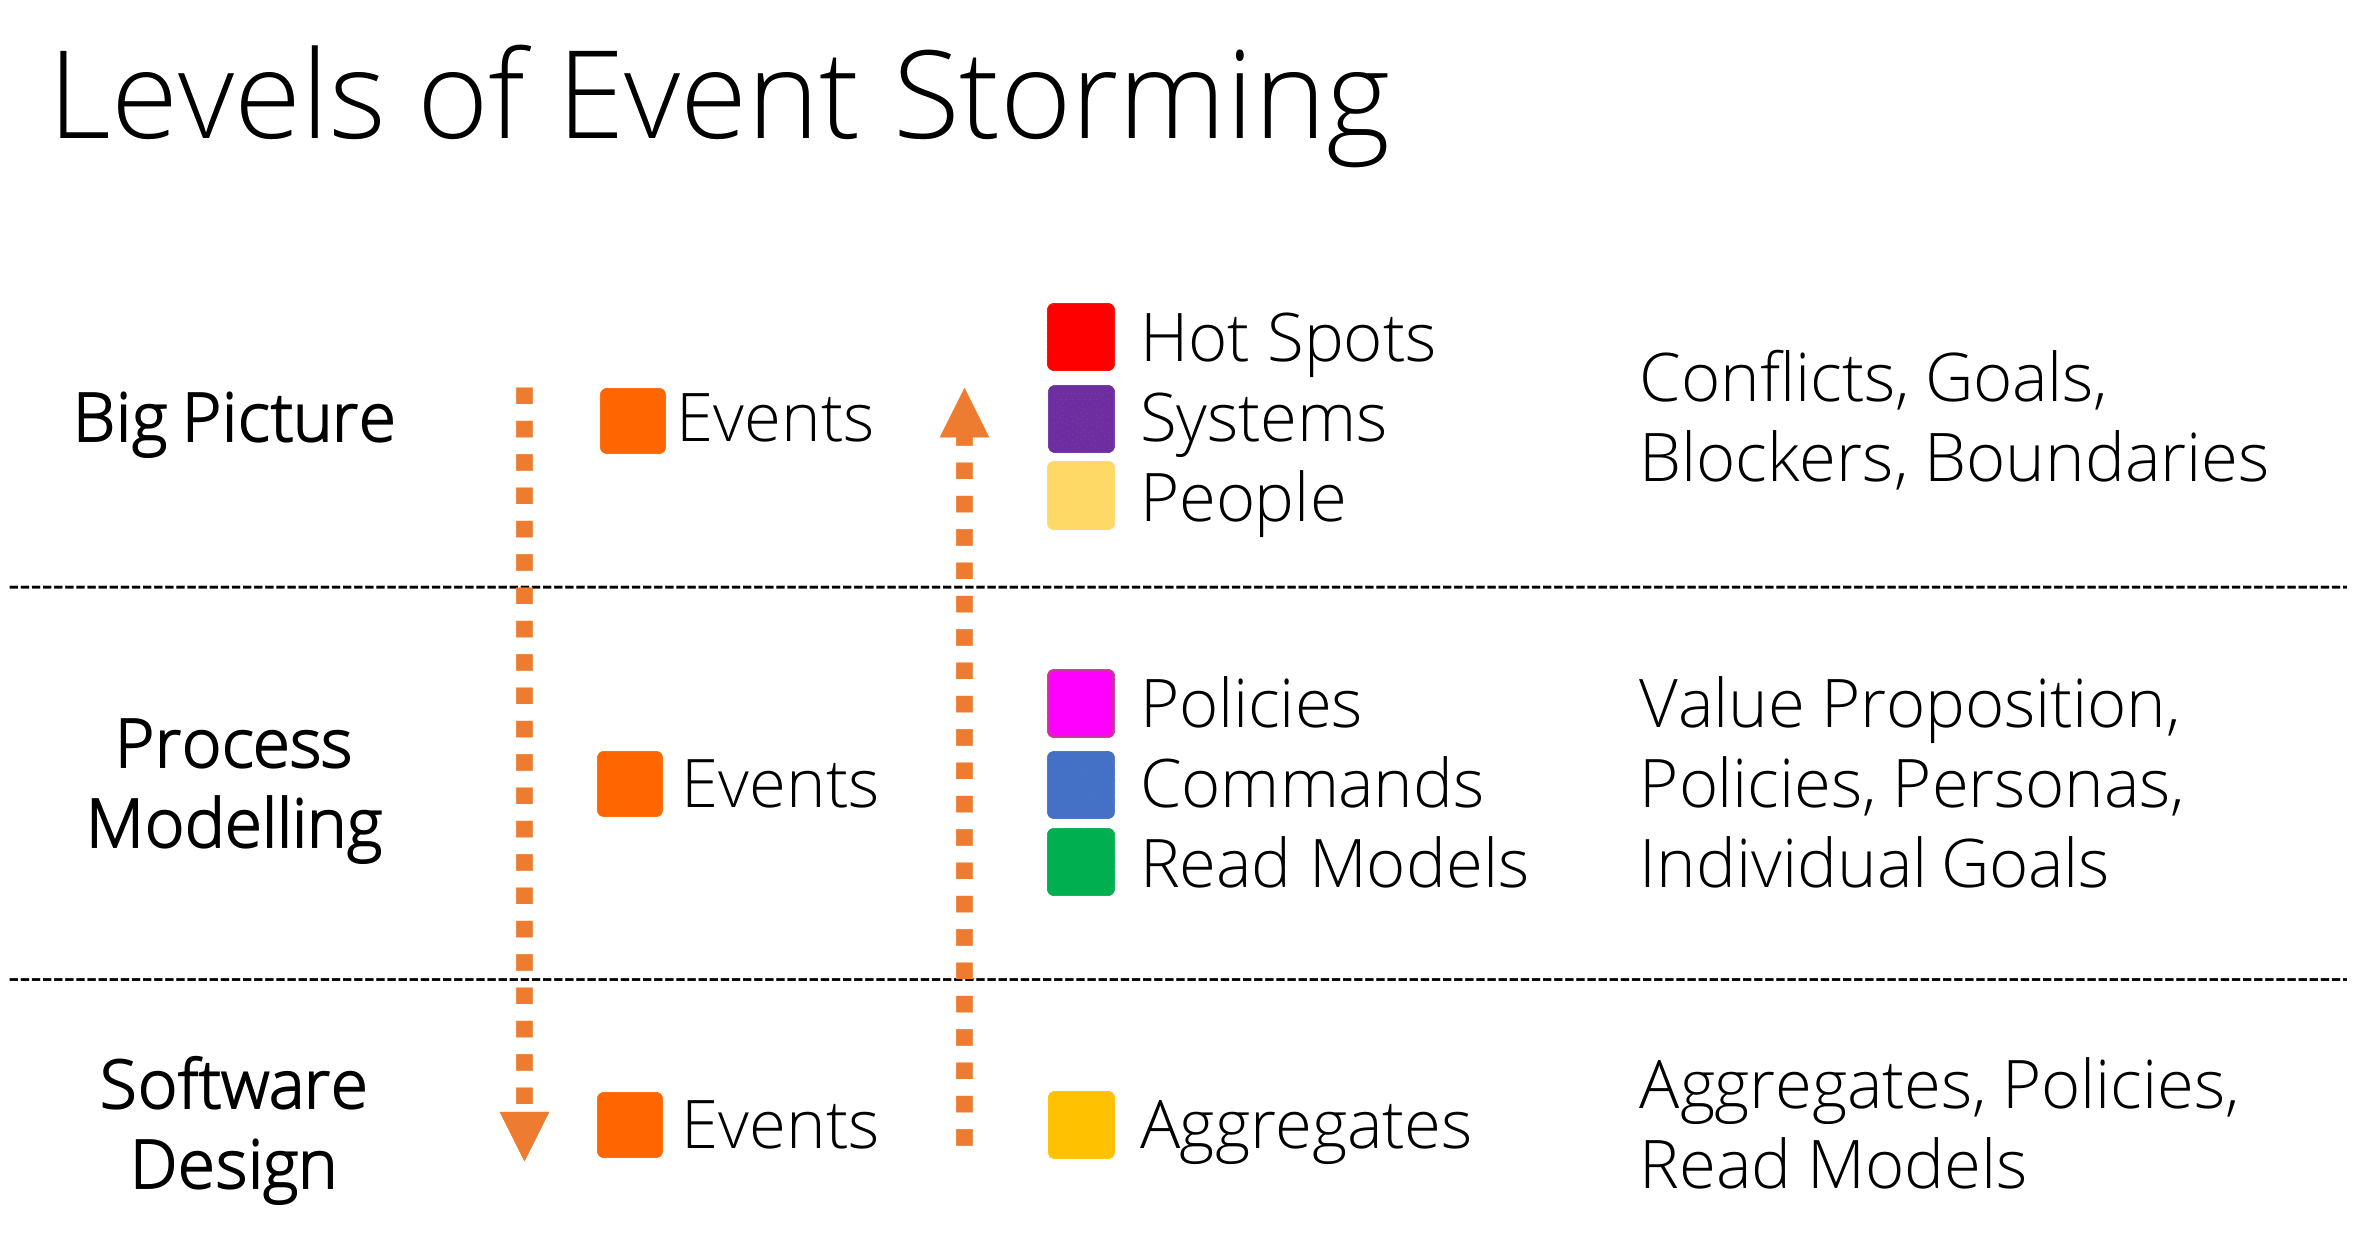 Levels of Event Storming
Big Picture
Events
Hot Spots
Systems
People
Conflicts, Goals,
Blockers, Boundaries
Process
Modelling
Events
Policies
Commands
Read Models
Value Proposition,
Policies, Personas,
Individual Goals
Software
Design
Events
Aggregates
Aggregates, Policies,
Read Models